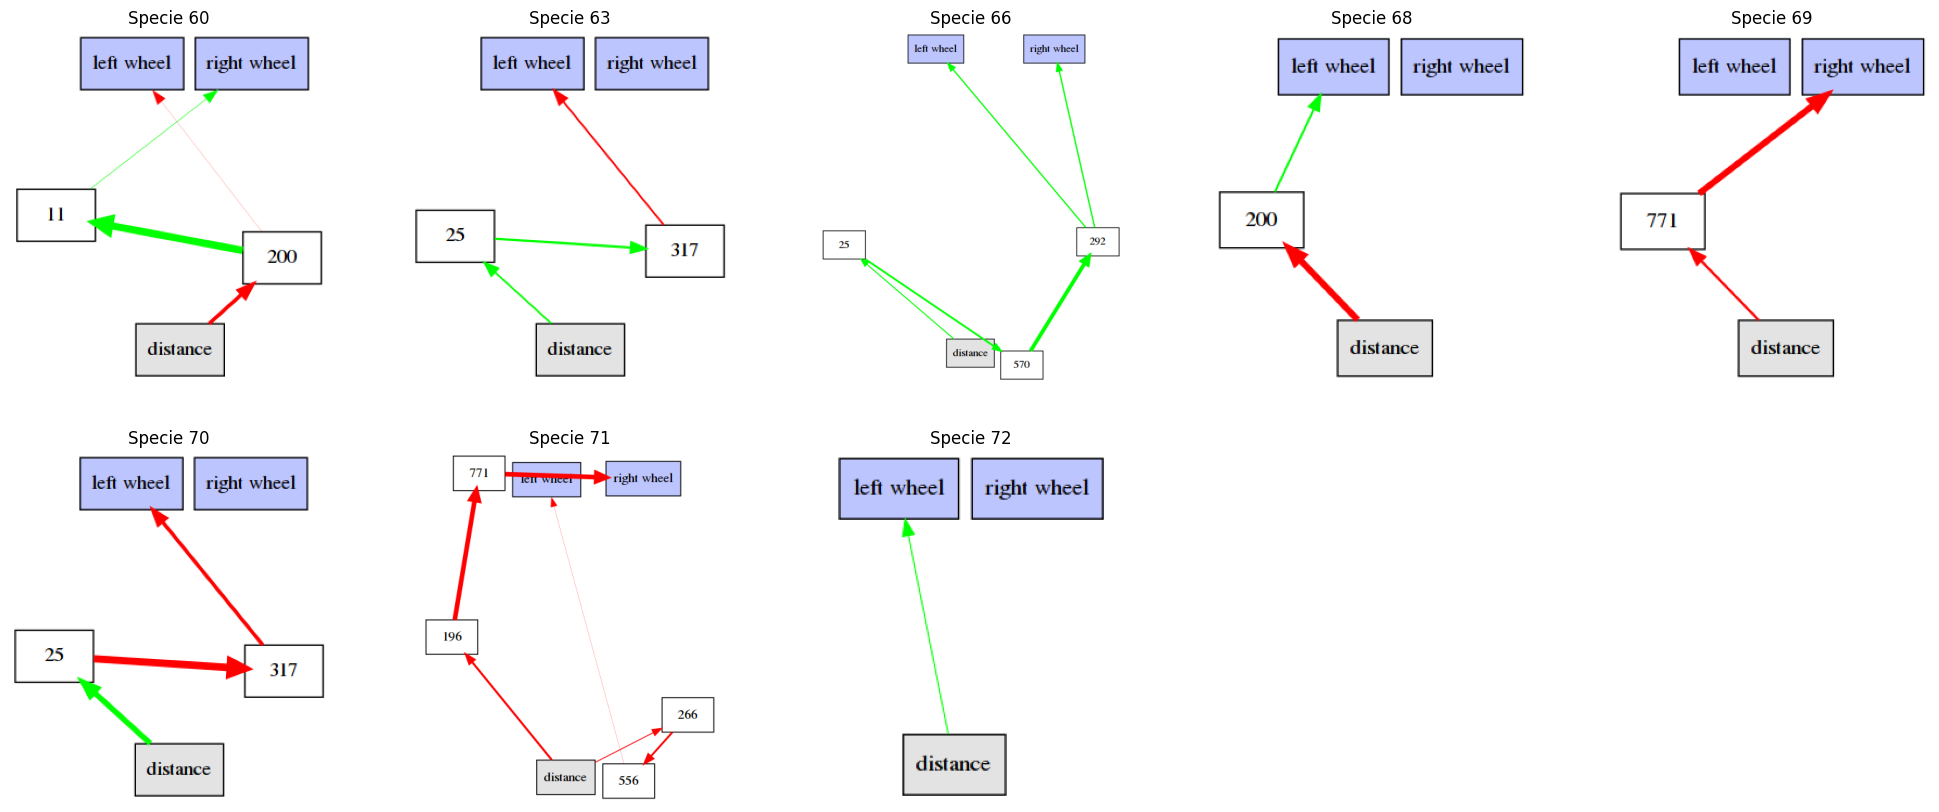 Specie 60
left wheel
right wheel
11
200
distance
Specie 63
left wheel
right wheel
25
317
distance
Specie 66
left wheel
right wheel
25
292
distance
570
Specie 68
left wheel
right wheel
200
distance
Specie 69
left wheel
right wheel
771
distance
Specie 70
left wheel
right wheel
25
317
distance
Specie 71
771
left wheel
right wheel
196
266
distance
556
Specie 72
left wheel
right wheel
distance